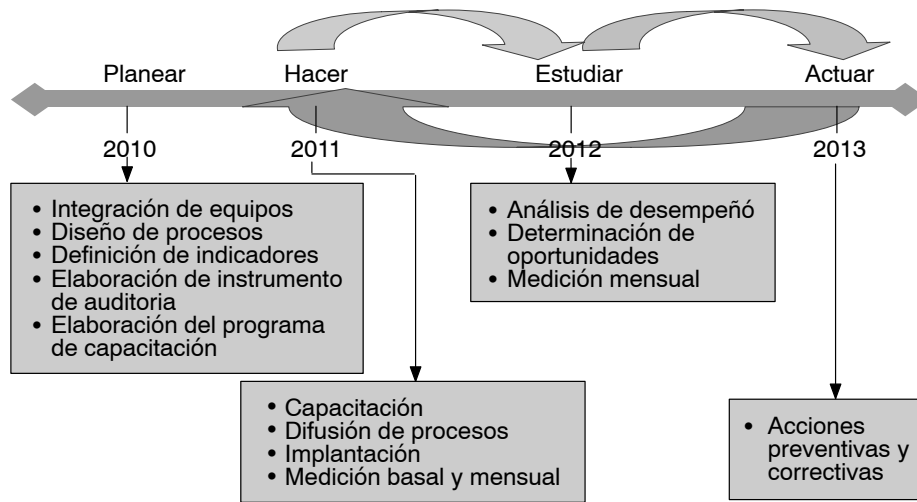 Planear
Hacer
Estudiar
Actuar
2010
2011
2012
2013
• Integración de equipos
• Diseño de procesos
• Definición de indicadores
• Elaboración de instrumento
de auditoria
• Elaboración del programa
de capacitación
• Análisis de desempeñó
• Determinación de
oportunidades
• Medición mensual
• Capacitación
• Difusión de procesos
• Implantación
• Medición basal y mensual
• Acciones
preventivas y
correctivas